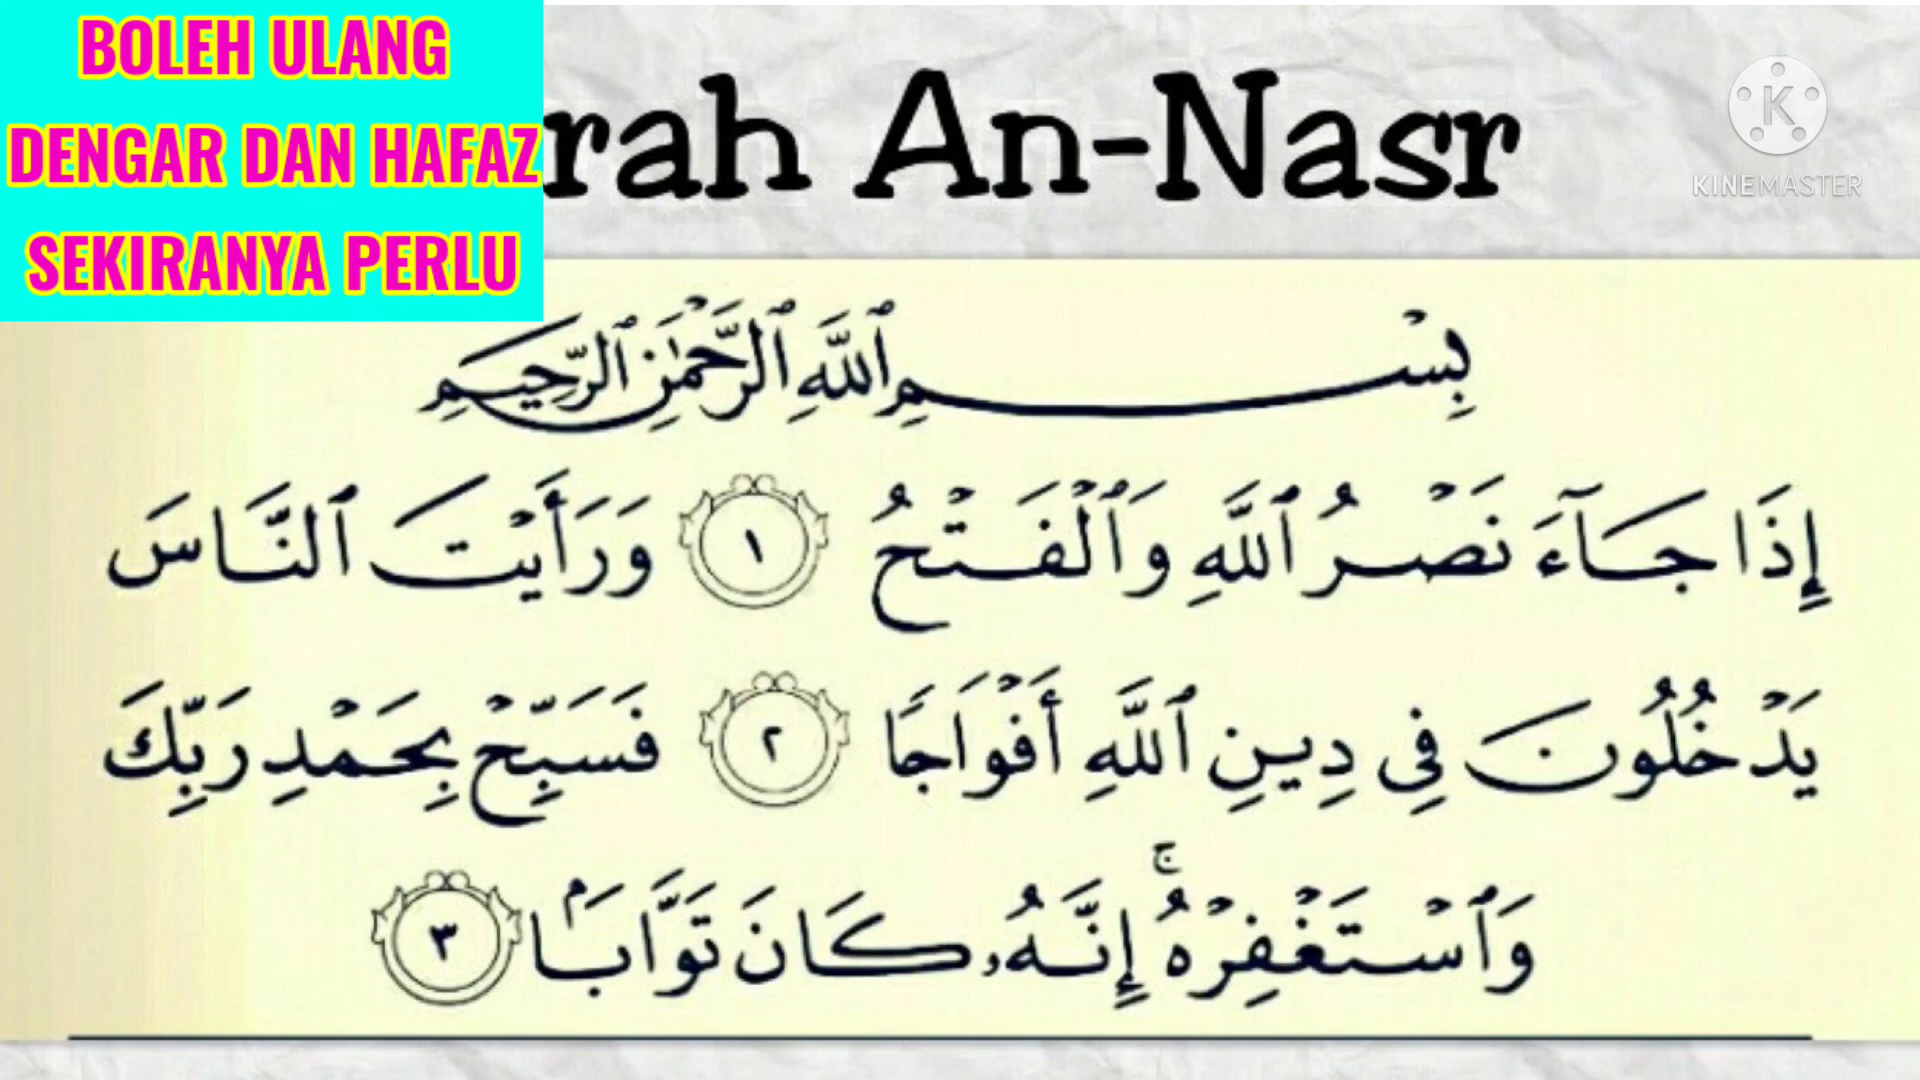 BOLEH ULANG
DENGAR DAN HAFAZ
SEKIRANYA PERLU
rah An-Nasr
K
KINEMASTER
بِسْمِ ٱللَّهِ ٱلرَّحْمَٰنِ ٱلرَّحِيمِ
إِذَا جَآءَ نَصْرُ ٱللَّهِ وَٱلْفَتْحُ ١ وَرَأَيْتَ ٱلنَّاسَ
يَدْخُلُونَ فِى دِينِ ٱللَّهِ أَفْوَاجًا ٢ فَسَبِّحْ بِحَمْدِ رَبِّكَ
وَٱسْتَغْفِرْهُ ۚ إِنَّهُۥ كَانَ تَوَّابَۢا ٣